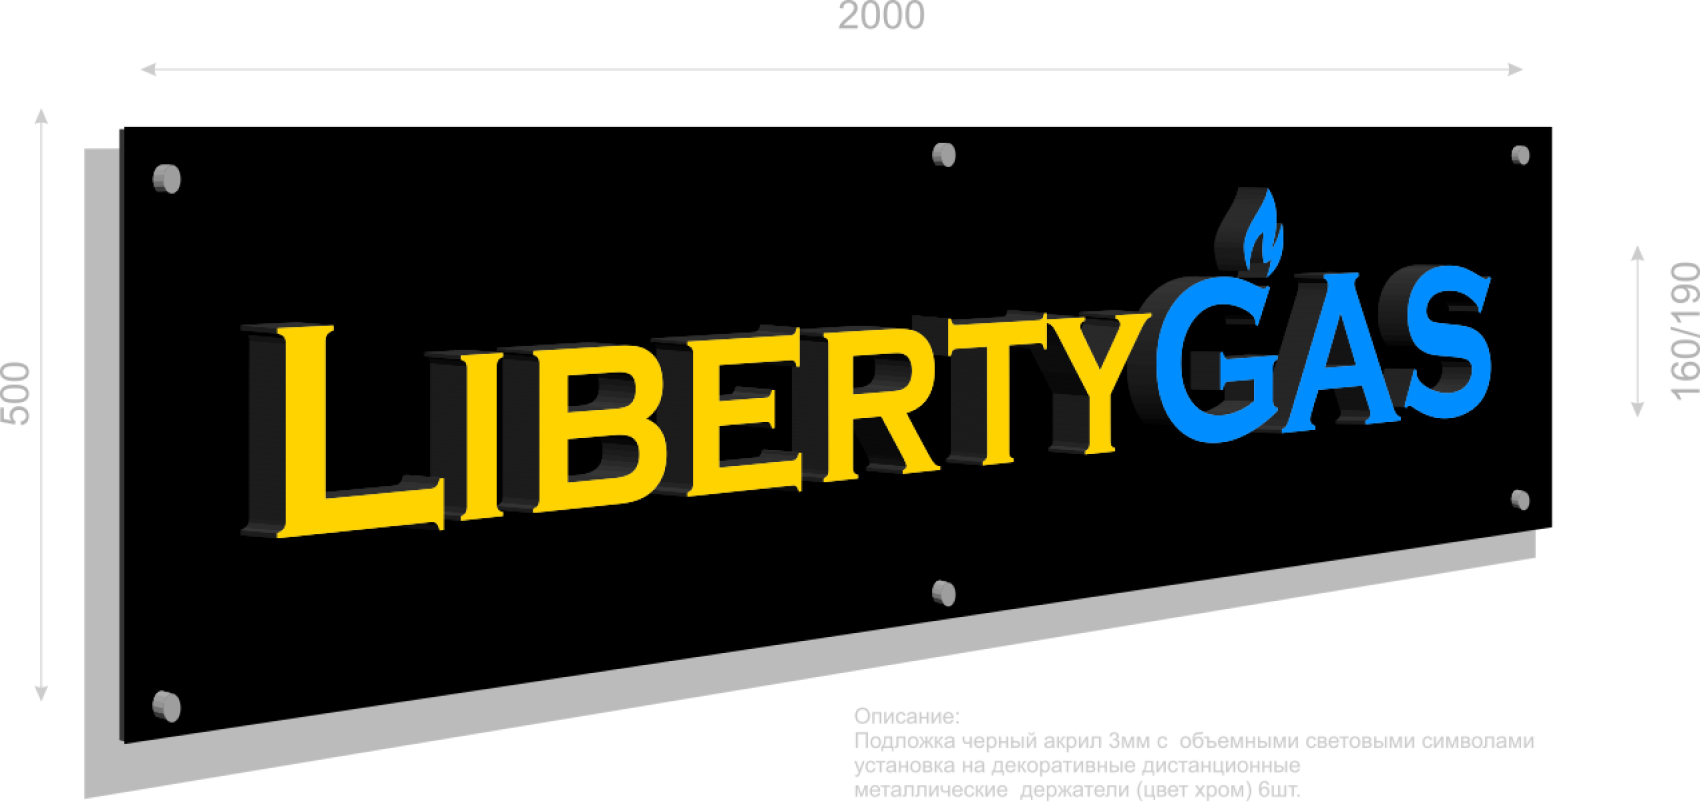 2000
500
LIBERTYGAS
160/190
Описание:
Подложка черный акрил 3мм с объемными световыми символами
установка на декоративные дистанционные
металлические держатели (цвет хром) 6шт.